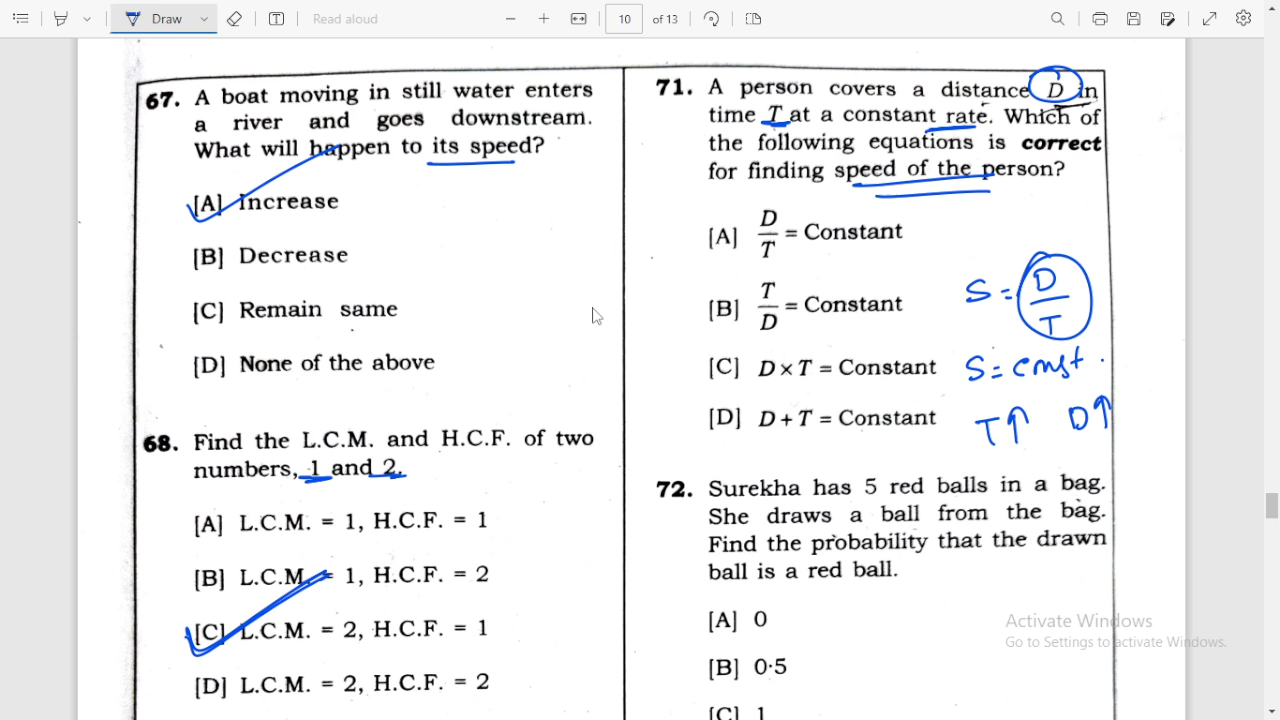 Draw
Read aloud
10 of 13
67. A boat moving in still water enters
a river and goes downstream.
What will happen to its speed?
[A] Increase
[B] Decrease
[C] Remain same
[D] None of the above
68. Find the L.C.M. and H.C.F. of two
numbers, 1 and 2.
[A] L.C.M. = 1, H.C.F. = 1
[B] L.C.M. = 1, H.C.F. = 2
[C] L.C.M. = 2, H.C.F. = 1
[D] L.C.M. = 2, H.C.F. = 2
71. A person covers a distance D in
time T at a constant rate. Which of
the following equations is correct
for finding speed of the person?
[A] D/T = Constant
[B] T/D = Constant
[C] D × T = Constant
[D] D + T = Constant
S = D/T
S = const.
T↑ D↑
72. Surekha has 5 red balls in a bag.
She draws a ball from the bag.
Find the probability that the drawn
ball is a red ball.
[A] 0
[B] 0·5
[C] 1
Activate Windows
Go to Settings to activate Windows.